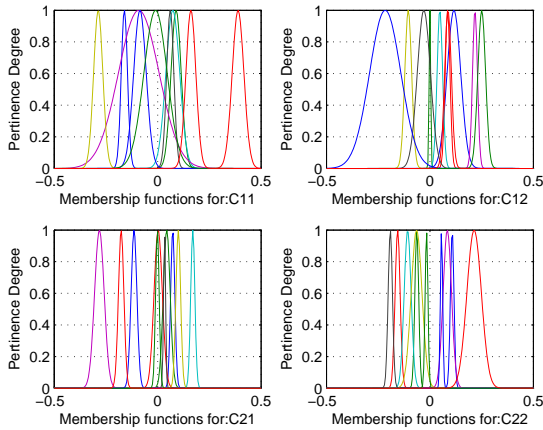 1
0.8
0.6
0.4
0.2
0
Pertinence Degree
−0.5 0 0.5
Membership functions for:C11
1
0.8
0.6
0.4
0.2
0
Pertinence Degree
−0.5 0 0.5
Membership functions for:C12
1
0.8
0.6
0.4
0.2
0
Pertinence Degree
−0.5 0 0.5
Membership functions for:C21
1
0.8
0.6
0.4
0.2
0
Pertinence Degree
−0.5 0 0.5
Membership functions for:C22